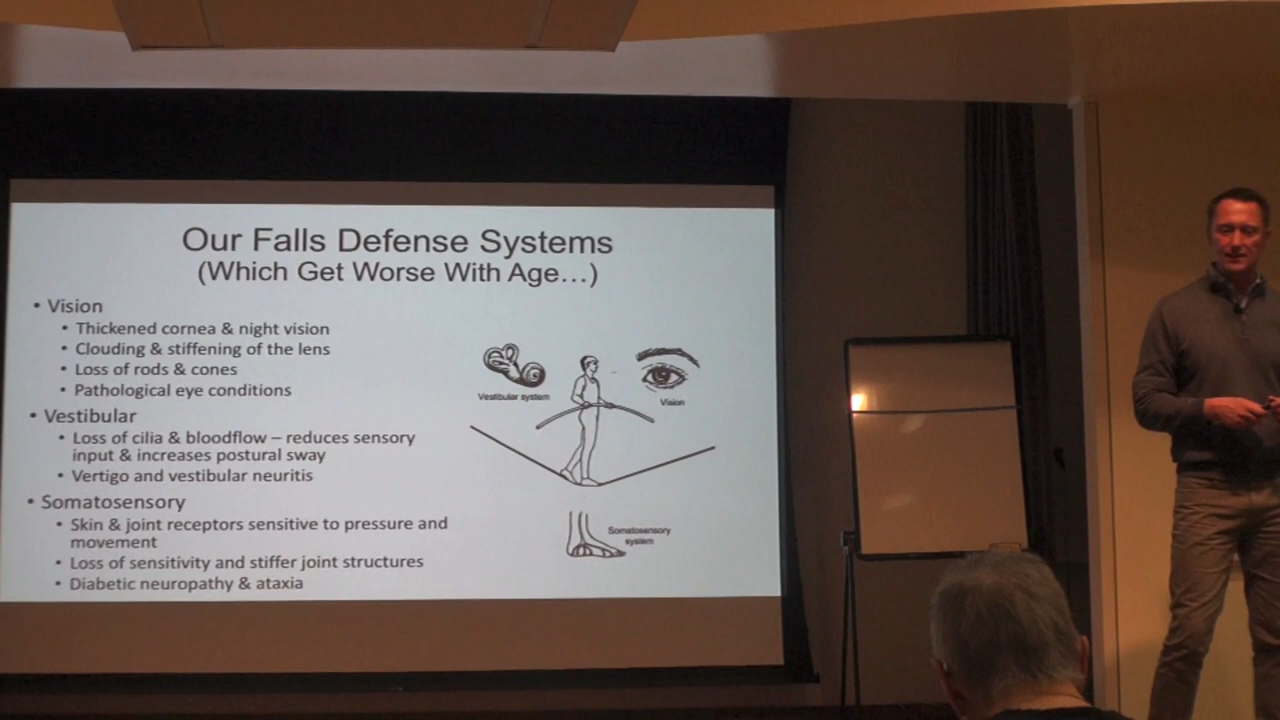 Our Falls Defense Systems
(Which Get Worse With Age…)
• Vision
• Thickened cornea & night vision
• Clouding & stiffening of the lens
• Loss of rods & cones
• Pathological eye conditions
• Vestibular
• Loss of cilia & bloodflow – reduces sensory
input & increases postural sway
• Vertigo and vestibular neuritis
• Somatosensory
• Skin & joint receptors sensitive to pressure and
movement
• Loss of sensitivity and stiffer joint structures
• Diabetic neuropathy & ataxia
Vestibular system
Vision
Somatosensory
system